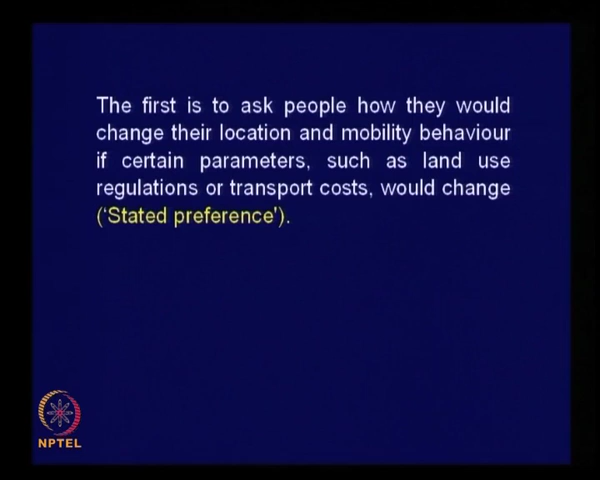 The first is to ask people how they would
change their location and mobility behaviour
if certain parameters, such as land use
regulations or transport costs, would change
(‘Stated preference').
NPTEL